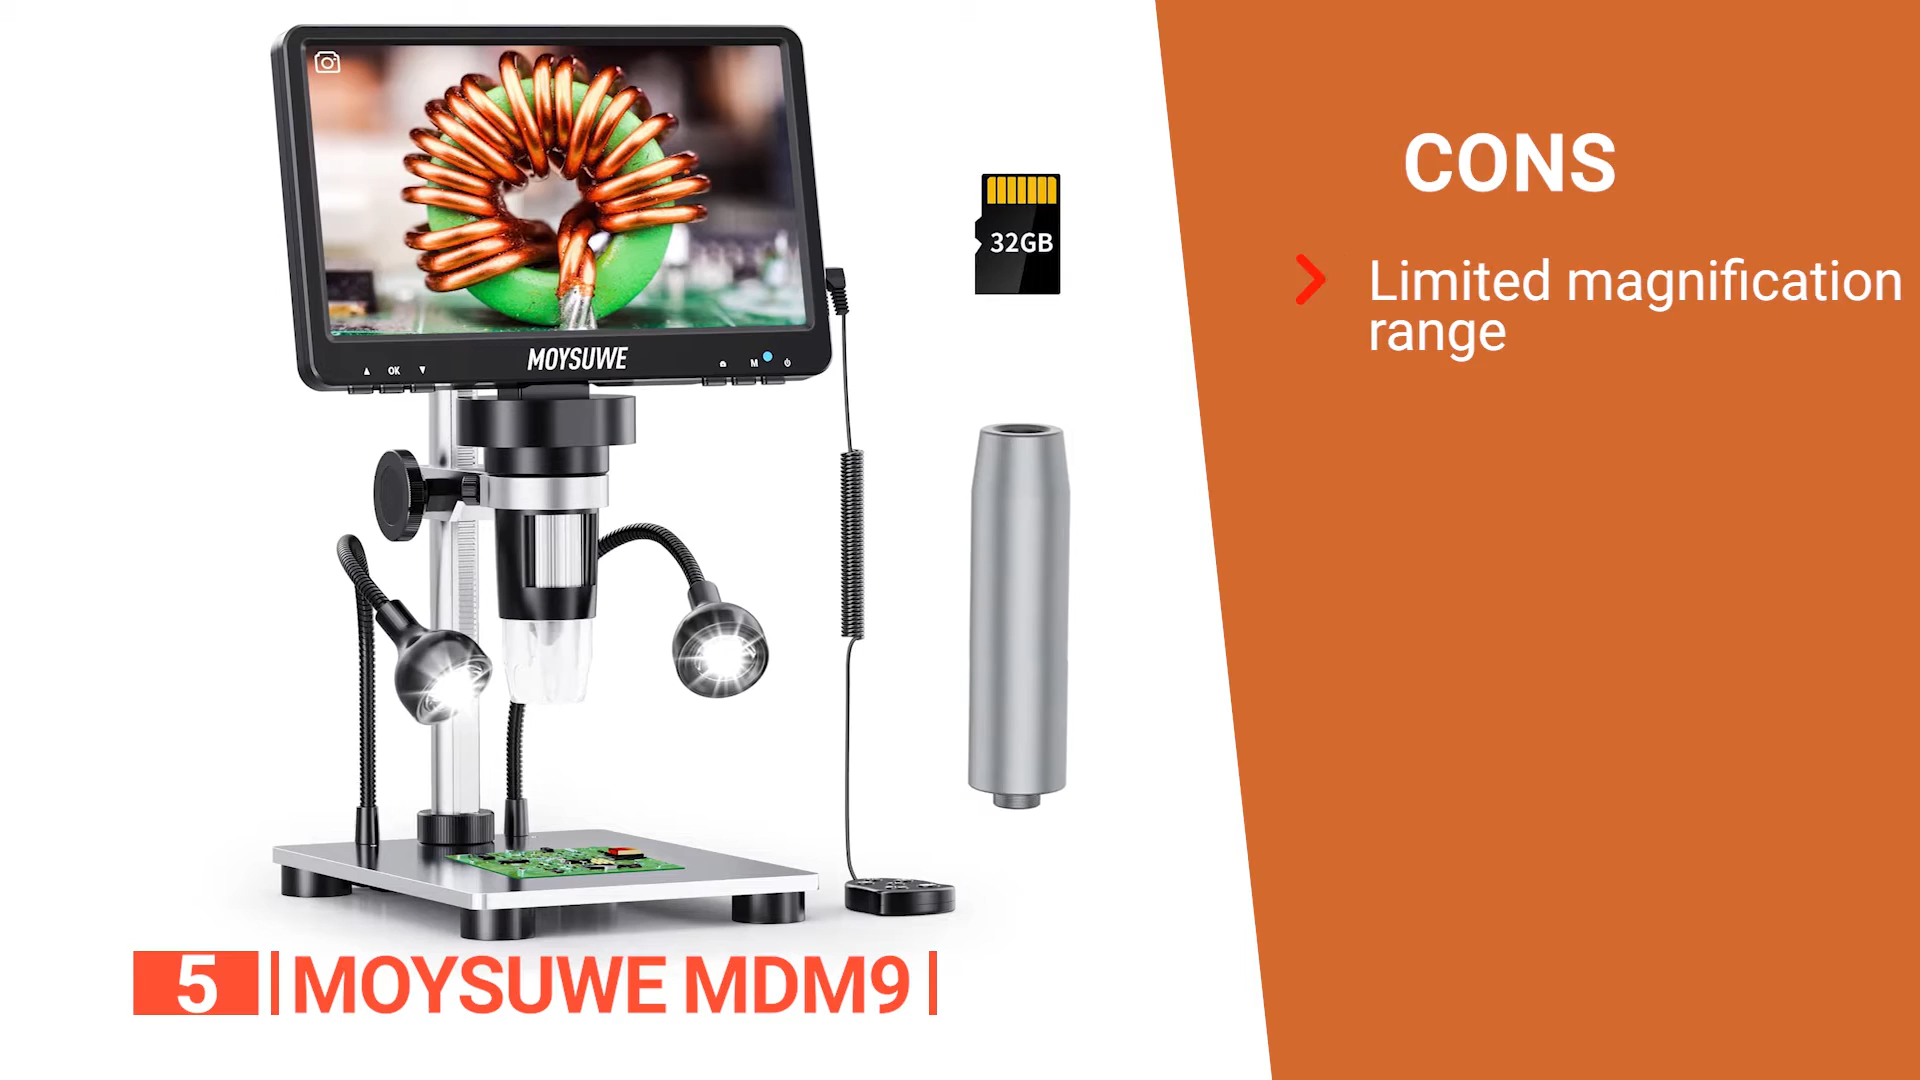 CONS
Limited magnification
range
32GB
OK
MOYSUWE
M
5
MOYSUWE MDM9